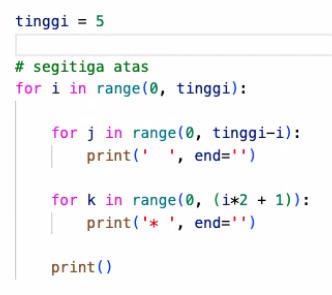 tinggi = 5
# segitiga atas
for i in range(0, tinggi):
for j in range(0, tinggi-i):
print('  ', end='')
for k in range(0, (i*2 + 1)):
print('* ', end='')
print()